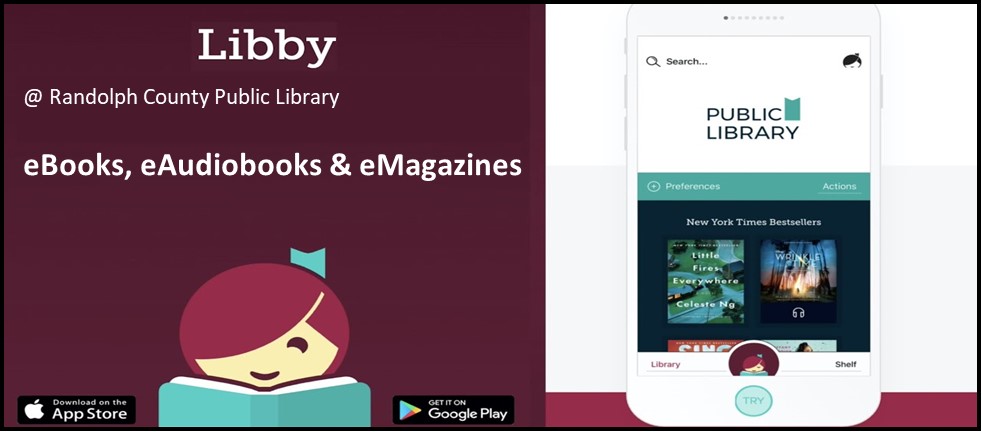 Libby
@ Randolph County Public Library
eBooks, eAudiobooks & eMagazines
Download on the
App Store
GET IT ON
Google Play
Search...
PUBLIC
LIBRARY
Preferences
Actions
New York Times Bestsellers
Little
Fires
Everywhere
Celeste Ng
WRINKLE
Library
Shelf
TRY